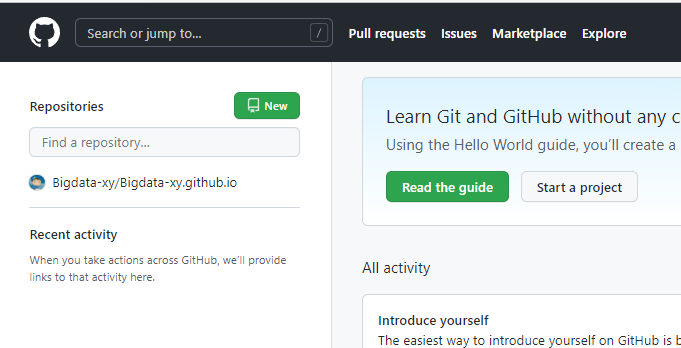 Search or jump to...
/
Pull requests
Issues
Marketplace
Explore
Repositories
New
Find a repository...
Bigdata-xy/Bigdata-xy.github.io
Recent activity
When you take actions across GitHub, we'll provide
links to that activity here.
Learn Git and GitHub without any c
Using the Hello World guide, you'll create a
Read the guide
Start a project
All activity
Introduce yourself
The easiest way to introduce yourself on GitHub is b